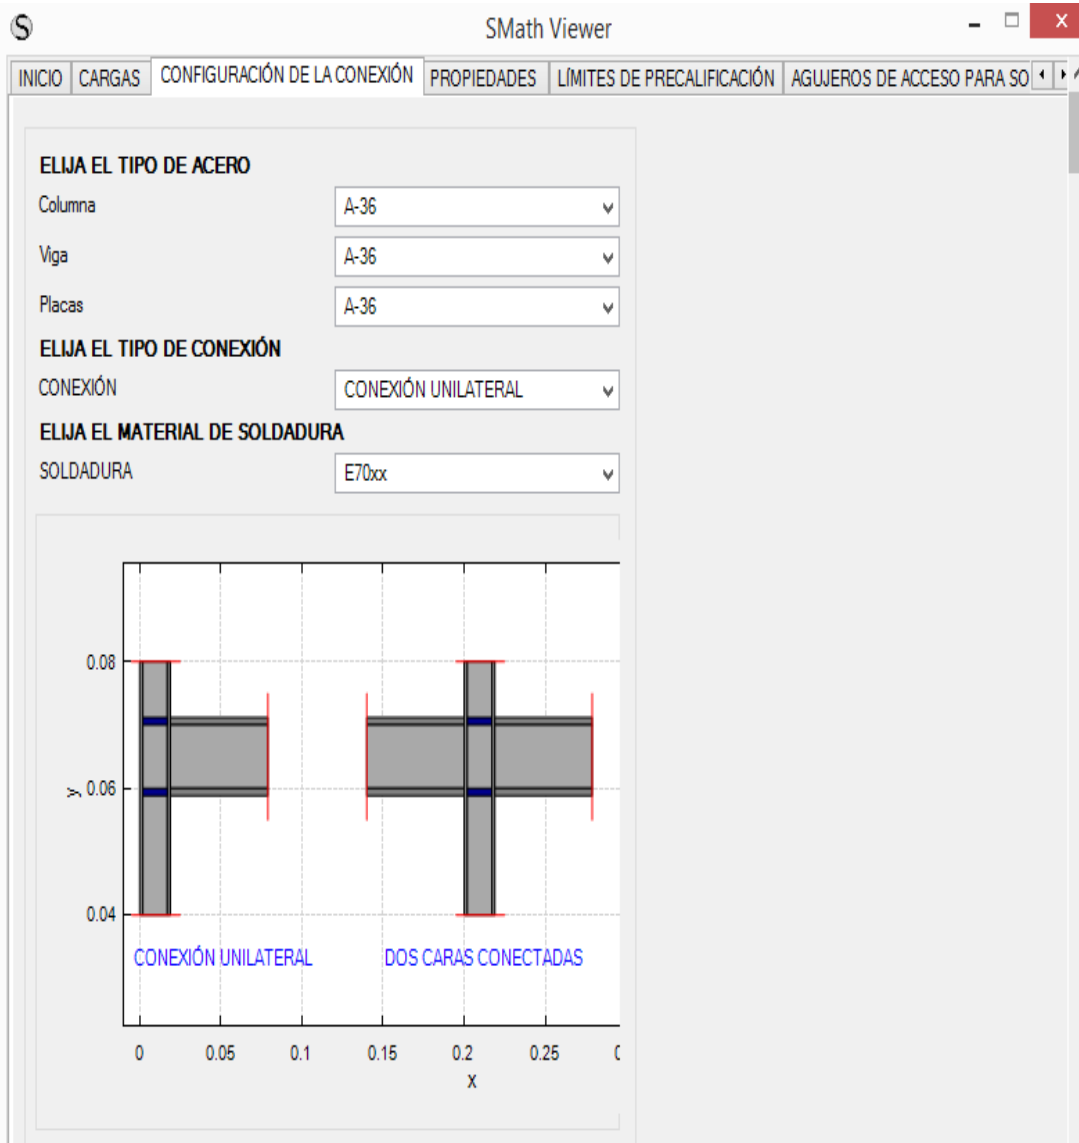 S
SMath Viewer
INICIO CARGAS CONFIGURACIÓN DE LA CONEXIÓN PROPIEDADES LÍMITES DE PRECALIFICACIÓN AGUJEROS DE ACCESO PARA SO
ELIJA EL TIPO DE ACERO
Columna A-36
Viga A-36
Placas A-36
ELIJA EL TIPO DE CONEXIÓN
CONEXIÓN CONEXIÓN UNILATERAL
ELIJA EL MATERIAL DE SOLDADURA
SOLDADURA E70xx
0.08
y, 0.06
0.04
CONEXIÓN UNILATERAL DOS CARAS CONECTADAS
0 0.05 0.1 0.15 0.2 0.25
x